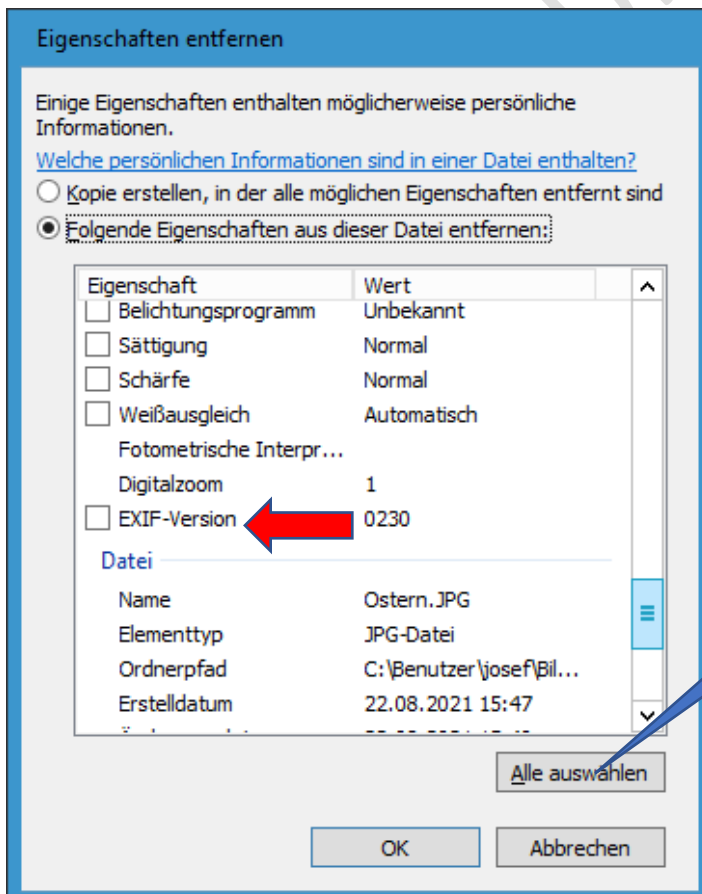 Eigenschaften entfernen
Einige Eigenschaften enthalten möglicherweise persönliche
Informationen.
Welche persönlichen Informationen sind in einer Datei enthalten?
Kopie erstellen, in der alle möglichen Eigenschaften entfernt sind
Folgende Eigenschaften aus dieser Datei entfernen:
Eigenschaft Wert
Belichtungsprogramm Unbekannt
Sättigung Normal
Schärfe Normal
Weißausgleich Automatisch
Fotometrische Interpr...
Digitalzoom 1
EXIF-Version 0230
Datei
Name Ostern.JPG
Elementtyp JPG-Datei
Ordnerpfad C:\Benutzer\josef\Bil...
Erstelldatum 22.08.2021 15:47
Alle auswählen
OK Abbrechen